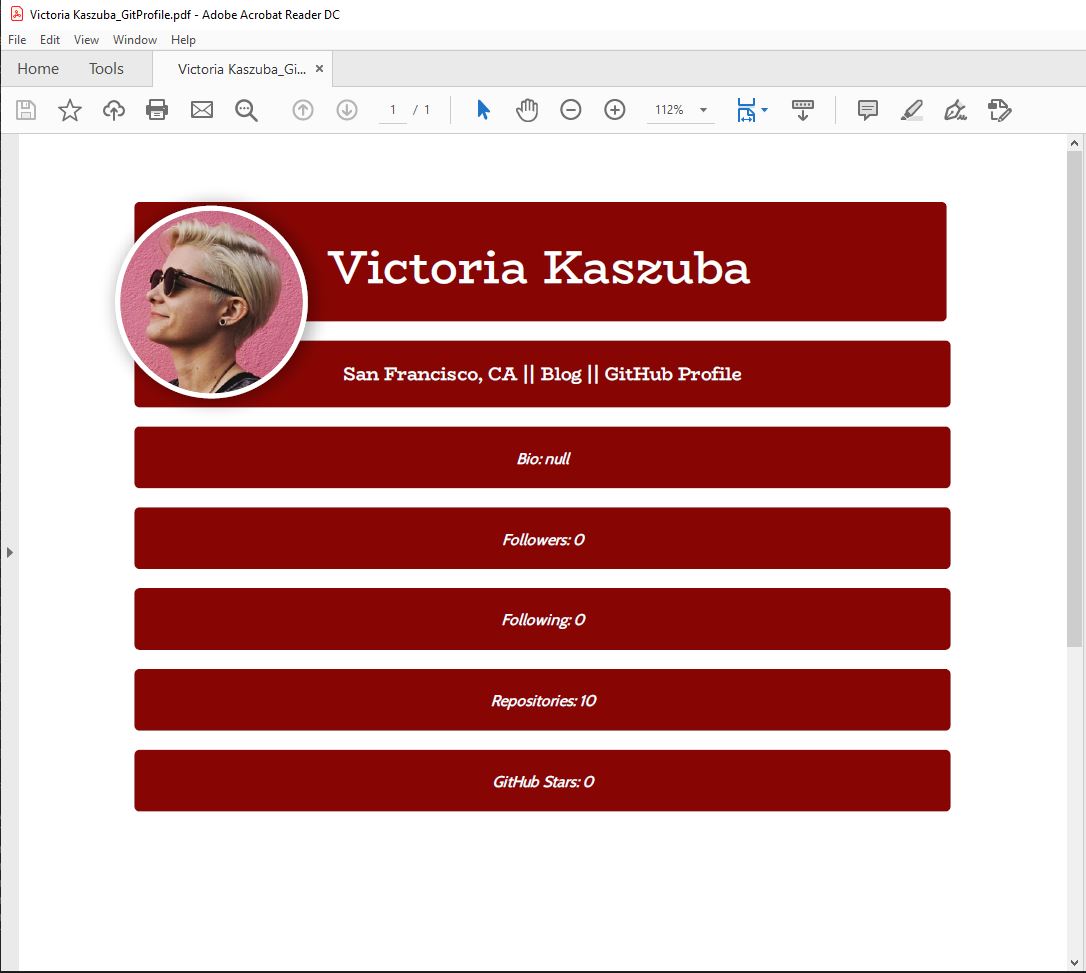 Victoria Kaszuba_GitProfile.pdf - Adobe Acrobat Reader DC
File Edit View Window Help
Home Tools Victoria Kaszuba_Gi... ×
1 / 1 112%
Victoria Kaszuba
San Francisco, CA || Blog || GitHub Profile
Bio: null
Followers: 0
Following: 0
Repositories: 10
GitHub Stars: 0